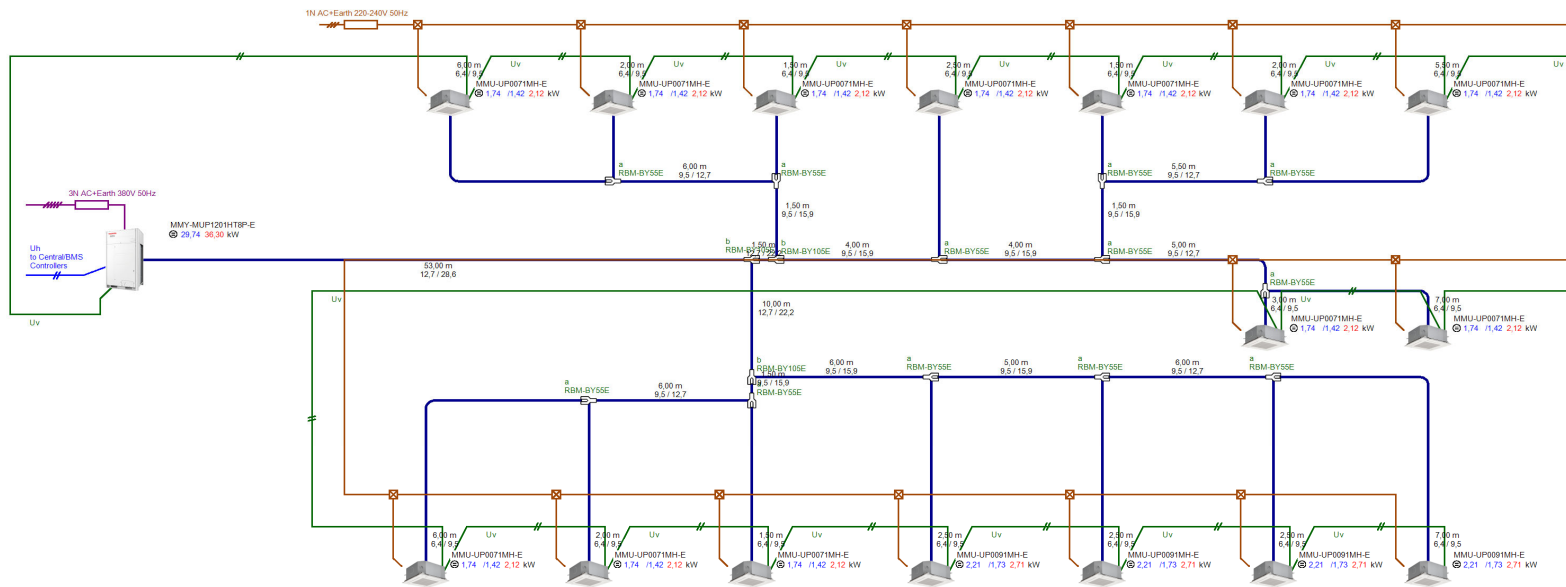 1N AC+Earth 220-240V 50Hz
6,00 m
6,4 / 9,5
MMU-UP0071MH-E
1,74 /1,42 2,12 kW
Uv
2,00 m
6,4 / 9,5
MMU-UP0071MH-E
1,74 /1,42 2,12 kW
Uv
1,50 m
6,4 / 9,5
MMU-UP0071MH-E
1,74 /1,42 2,12 kW
Uv
2,50 m
6,4 / 9,5
MMU-UP0071MH-E
1,74 /1,42 2,12 kW
Uv
1,50 m
6,4 / 9,5
MMU-UP0071MH-E
1,74 /1,42 2,12 kW
Uv
2,00 m
6,4 / 9,5
MMU-UP0071MH-E
1,74 /1,42 2,12 kW
Uv
5,50 m
6,4 / 9,5
MMU-UP0071MH-E
1,74 /1,42 2,12 kW
Uv
a
RBM-BY55E
6,00 m
9,5 / 12,7
a
RBM-BY55E
a
RBM-BY55E
5,50 m
9,5 / 12,7
a
RBM-BY55E
3N AC+Earth 380V 50Hz
MMY-MUP1201HT8P-E
29,74 36,30 kW
Uh
to Central/BMS
Controllers
Uv
1,50 m
9,5 / 15,9
1,50 m
9,5 / 15,9
53,00 m
12,7 / 28,6
b
1,50 m
b
RBM-BY105E
4,00 m
9,5 / 15,9
a
RBM-BY55E
4,00 m
9,5 / 15,9
a
RBM-BY55E
5,00 m
9,5 / 12,7
a
RBM-BY55E
Uv
10,00 m
12,7 / 22,2
3,00 m
6,4 / 9,5
Uv
MMU-UP0071MH-E
1,74 /1,42 2,12 kW
7,00 m
6,4 / 9,5
MMU-UP0071MH-E
1,74 /1,42 2,12 kW
b
RBM-BY105E
1,50 m
9,5 / 15,9
RBM-BY55E
a
RBM-BY55E
6,00 m
9,5 / 12,7
6,00 m
9,5 / 15,9
a
RBM-BY55E
5,00 m
9,5 / 15,9
a
RBM-BY55E
6,00 m
9,5 / 12,7
a
RBM-BY55E
6,00 m
6,4 / 9,5
MMU-UP0071MH-E
1,74 /1,42 2,12 kW
Uv
2,00 m
6,4 / 9,5
MMU-UP0071MH-E
1,74 /1,42 2,12 kW
Uv
1,50 m
6,4 / 9,5
MMU-UP0071MH-E
1,74 /1,42 2,12 kW
Uv
2,50 m
6,4 / 9,5
MMU-UP0091MH-E
2,21 /1,73 2,71 kW
Uv
2,50 m
6,4 / 9,5
MMU-UP0091MH-E
2,21 /1,73 2,71 kW
Uv
2,50 m
6,4 / 9,5
MMU-UP0091MH-E
2,21 /1,73 2,71 kW
Uv
7,00 m
6,4 / 9,5
MMU-UP0091MH-E
2,21 /1,73 2,71 kW